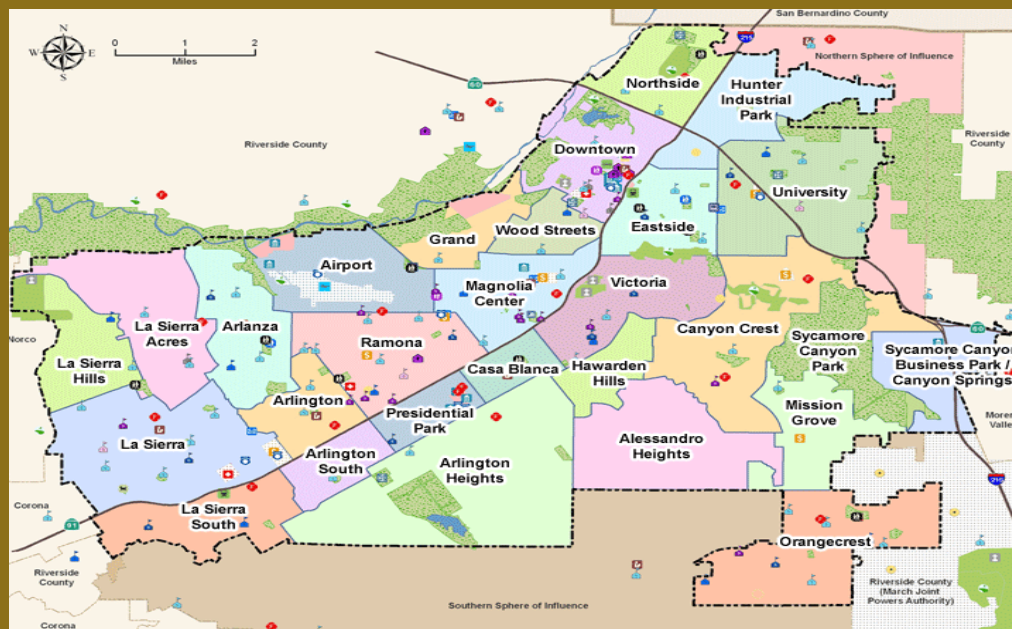 San Bernardino County
N
W E
S
0 1 2
Miles
215
60
Northern Sphere of Influence
Northside
Hunter
Industrial
Park
Riverside County
Riverside
County
Downtown
University
Wood Streets
Eastside
Grand
Airport
Magnolia
Center
Victoria
La Sierra
Acres
Arlanza
Ramona
Canyon Crest
Norco
La Sierra
Hills
Casa Blanca
Hawarden
Hills
Sycamore
Canyon
Park
60
Sycamore Canyon
Business Park /
Canyon Springs
Arlington
Presidential
Park
Mission
Grove
More
Valle
La Sierra
Arlington
South
Arlington
Heights
Alessandro
Heights
215
Corona
91
La Sierra
South
Orangecrest
Riverside
County
Riverside County
(March Joint
Powers Authority)
Southern Sphere of Influence
Corona